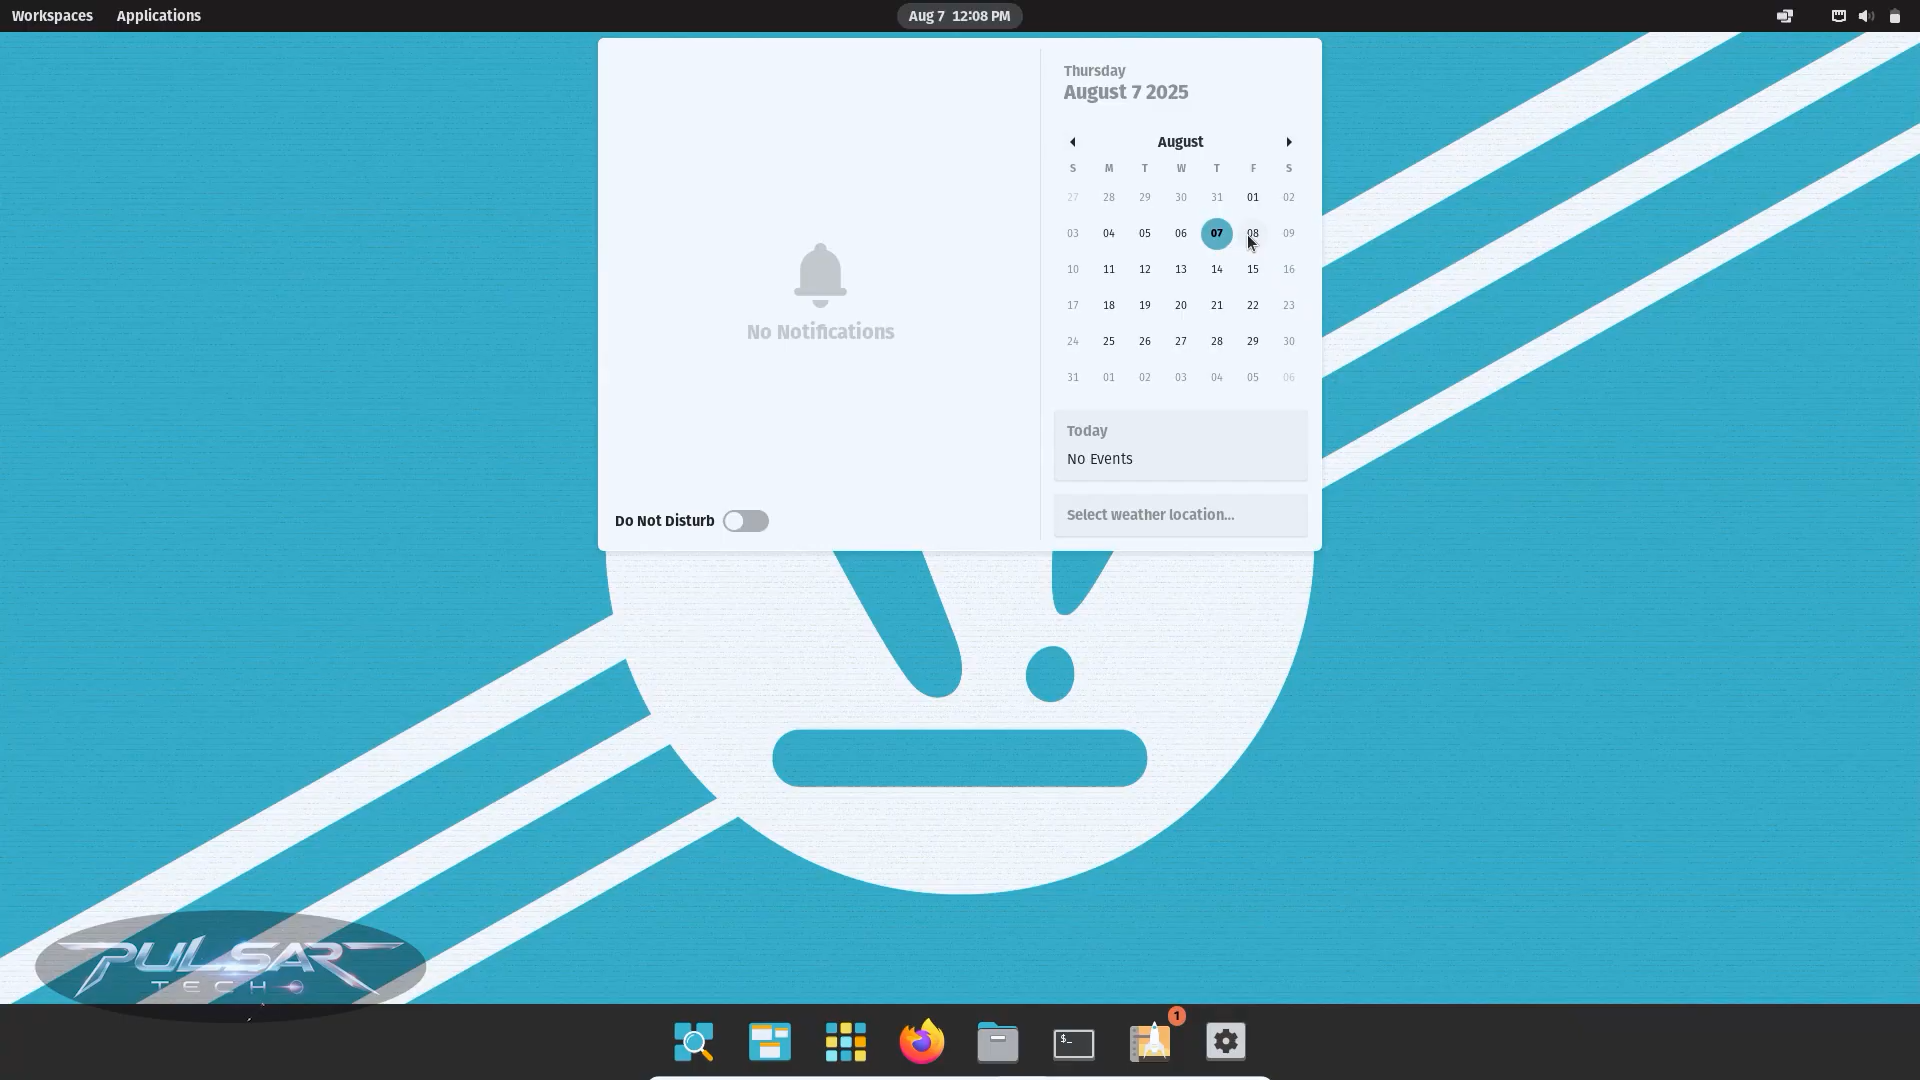 Workspaces Applications Aug 7 12:08 PM
No Notifications
Do Not Disturb
Thursday
August 7 2025
August
S M T W T F S
27 28 29 30 31 01 02
03 04 05 06 07 08 09
10 11 12 13 14 15 16
17 18 19 20 21 22 23
24 25 26 27 28 29 30
31 01 02 03 04 05 06
Today
No Events
Select weather location...
PULSAR
TECH
$_
1